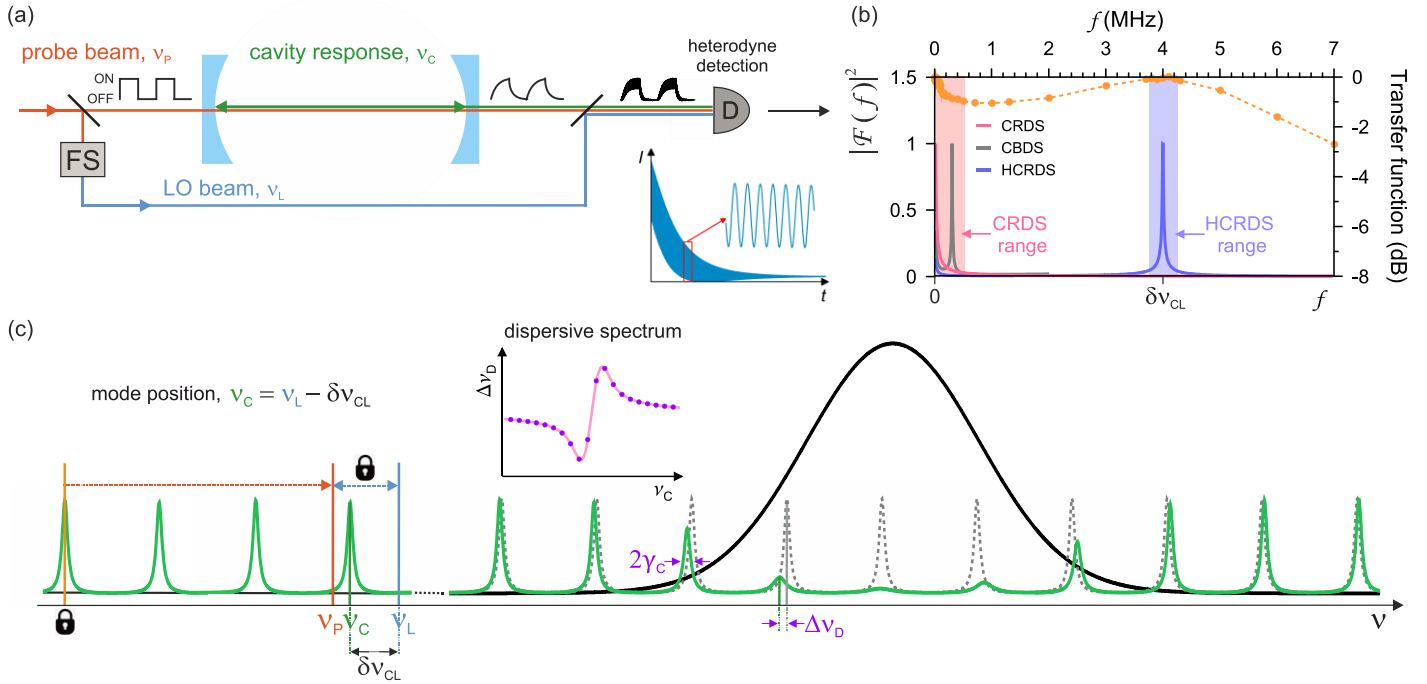 (a)
probe beam, νP
ON
OFF
cavity response, νC
heterodyne
detection
D
FS
LO beam, νL
I
t
(b)
f (MHz)
0 1 2 3 4 5 6 7
|ℱ (f)|²
1.5
1
0.5
0
CRDS
CBDS
HCRDS
CRDS
range
HCRDS
range
0
-2
-4
-6
-8
Transfer function (dB)
0 δνCL f
(c)
mode position, νC = νL − δνCL
dispersive spectrum
ΔνD
νC
2γC
νP νC νL
ΔνD
ν
δνCL